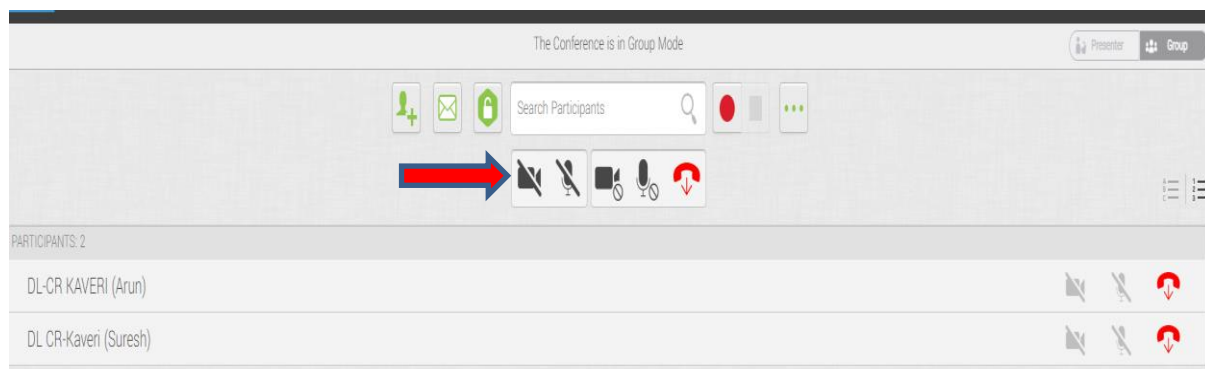 The Conference is in Group Mode
Presenter
Group
Search Participants
PARTICIPANTS: 2
DL-CR KAVERI (Arun)
DL CR-Kaveri (Suresh)